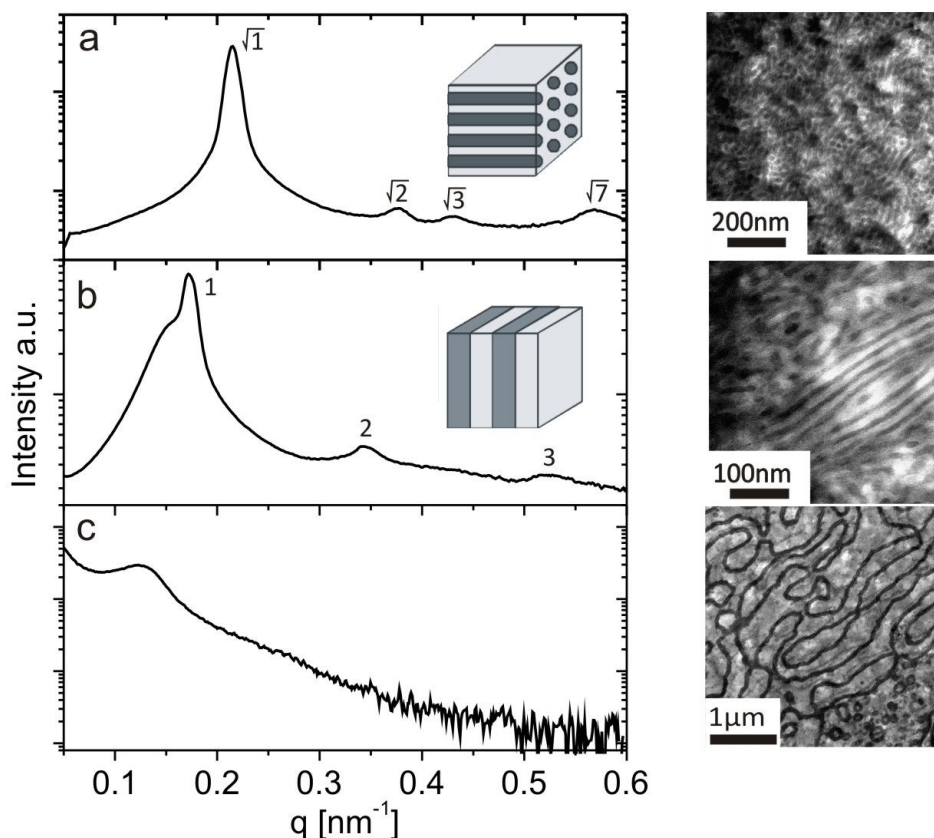 a
√1
√2
√3
√7
200nm
b
1
2
3
100nm
c
1μm
Intensity a.u.
0.1 0.2 0.3 0.4 0.5 0.6
q [nm⁻¹]